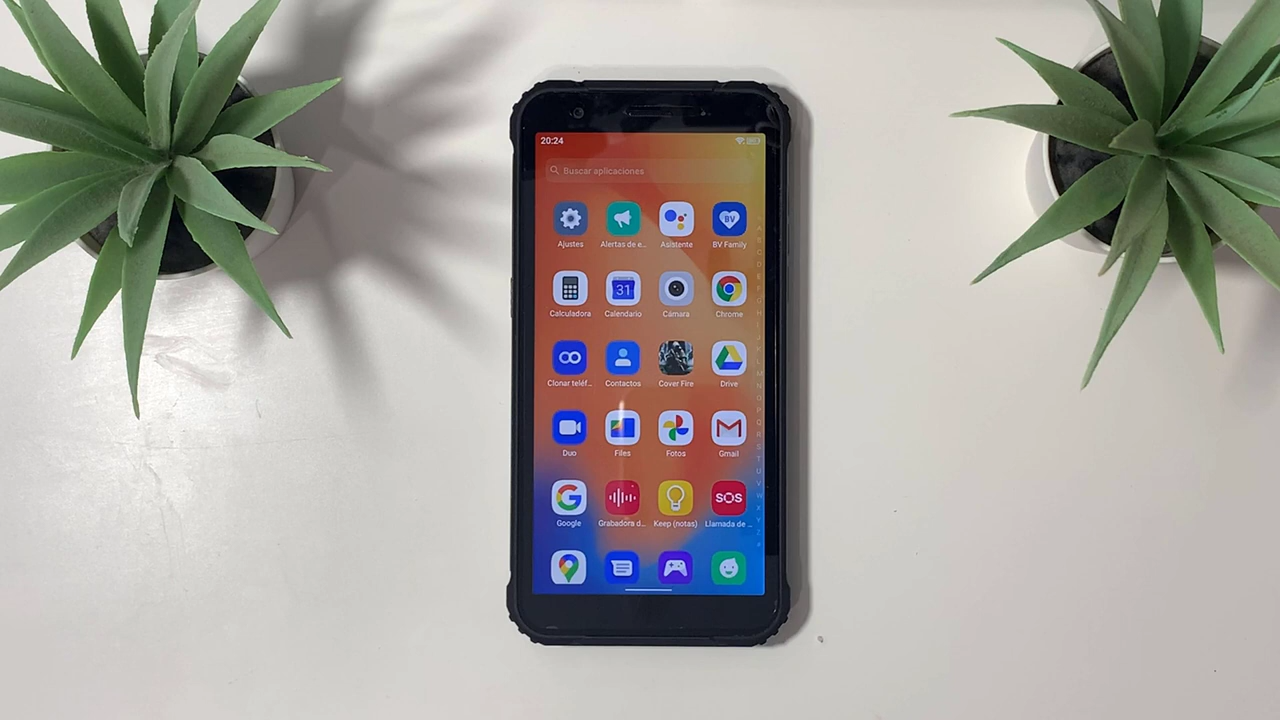 20:24
Buscar aplicaciones
BV
Ajustes Alertas de e... Asistente BV Family
31
Calculadora Calendario Cámara Chrome
Clonar teléf... Contactos Cover Fire Drive
Duo Files Fotos Gmail
SOS
Google Grabadora d... Keep (notas) Llamada de ...